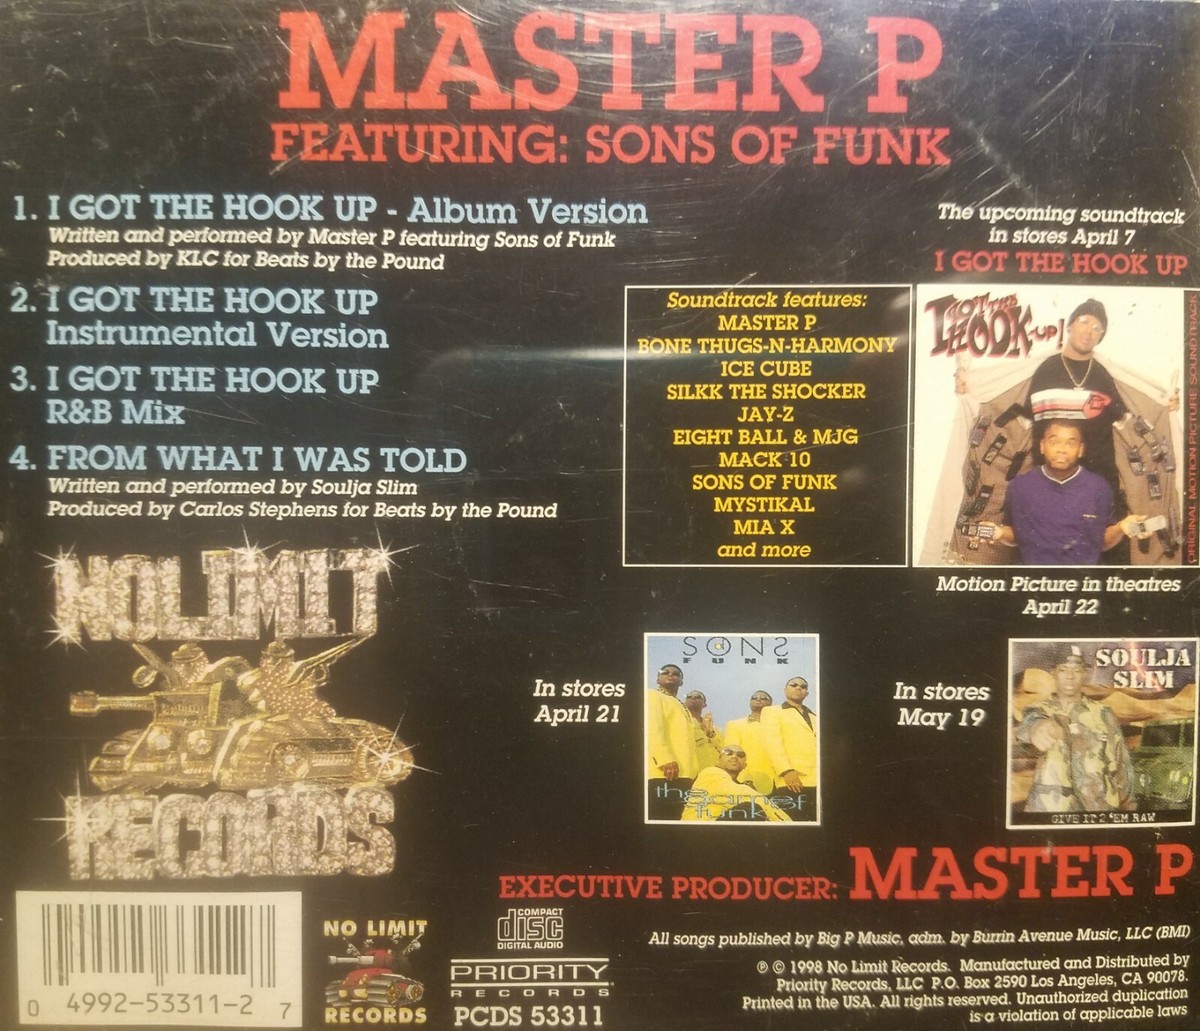 MASTER P
FEATURING: SONS OF FUNK
1. I GOT THE HOOK UP - Album Version
Written and performed by Master P featuring Sons of Funk
Produced by KLC for Beats by the Pound
2. I GOT THE HOOK UP
Instrumental Version
3. I GOT THE HOOK UP
R&B Mix
4. FROM WHAT I WAS TOLD
Written and performed by Soulja Slim
Produced by Carlos Stephens for Beats by the Pound
The upcoming soundtrack
in stores April 7
I GOT THE HOOK UP
Soundtrack features:
MASTER P
BONE THUGS-N-HARMONY
ICE CUBE
SILKK THE SHOCKER
JAY-Z
EIGHT BALL & MJG
MACK 10
SONS OF FUNK
MYSTIKAL
MIA X
and more
I GOT THE
HOOK-UP!
ORIGINAL MOTION PICTURE SOUNDTRACK
Motion Picture in theatres
April 22
NO LIMIT
RECORDS
In stores
April 21
SONS
FUNK
the
game of
funk
In stores
May 19
SOULJA
SLIM
GIVE IT 2 'EM RAW
EXECUTIVE PRODUCER: MASTER P
0 4992-53311-2 7
NO LIMIT
RECORDS
COMPACT
disc
DIGITAL AUDIO
PRIORITY
RECORDS
PCDS 53311
All songs published by Big P Music, adm. by Burrin Avenue Music, LLC (BMI)
℗ © 1998 No Limit Records. Manufactured and Distributed by
Priority Records, LLC P.O. Box 2590 Los Angeles, CA 90078.
Printed in the USA. All rights reserved. Unauthorized duplication
is a violation of applicable laws